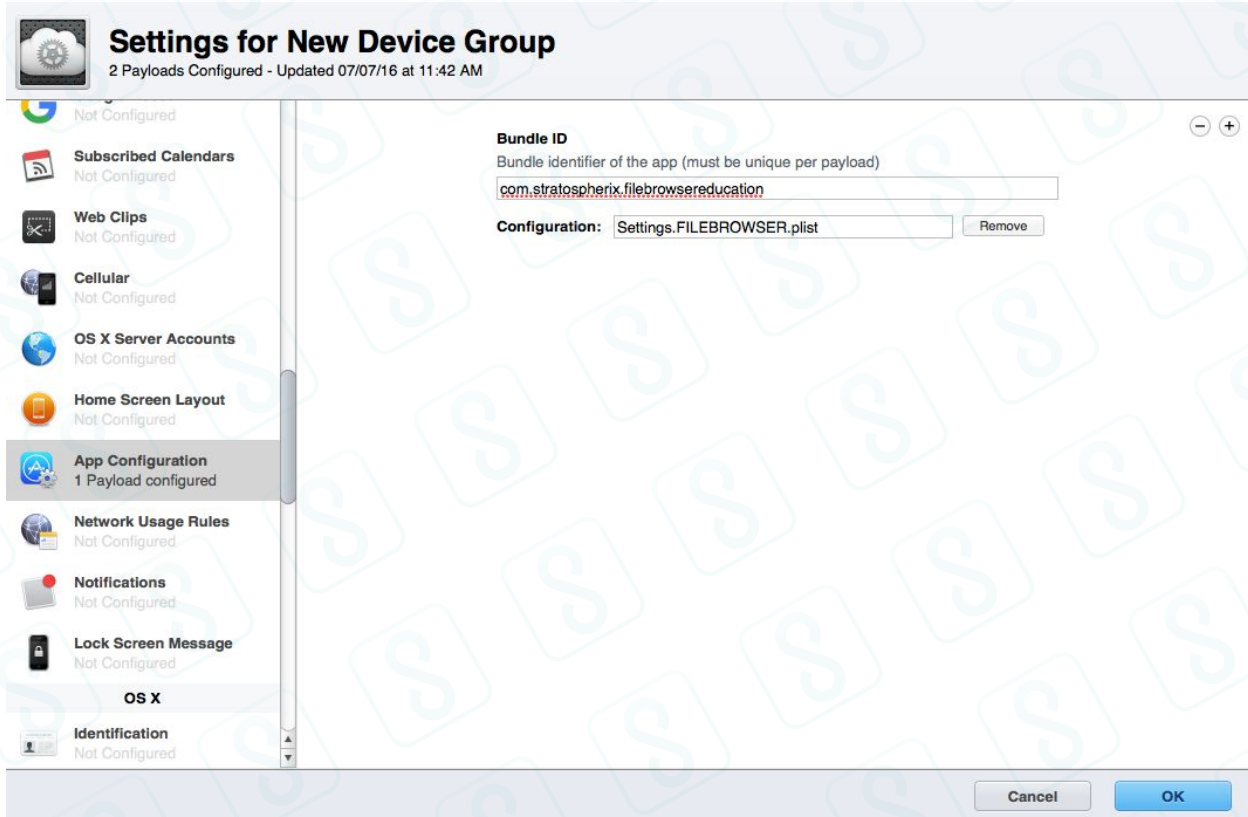 Settings for New Device Group
2 Payloads Configured - Updated 07/07/16 at 11:42 AM
Not Configured
Subscribed Calendars
Not Configured
Web Clips
Not Configured
Cellular
Not Configured
OS X Server Accounts
Not Configured
Home Screen Layout
Not Configured
App Configuration
1 Payload configured
Network Usage Rules
Not Configured
Notifications
Not Configured
Lock Screen Message
Not Configured
OS X
Identification
Not Configured
Bundle ID
Bundle identifier of the app (must be unique per payload)
com.stratospherix.filebrowsereducation
Configuration: Settings.FILEBROWSER.plist Remove
Cancel OK